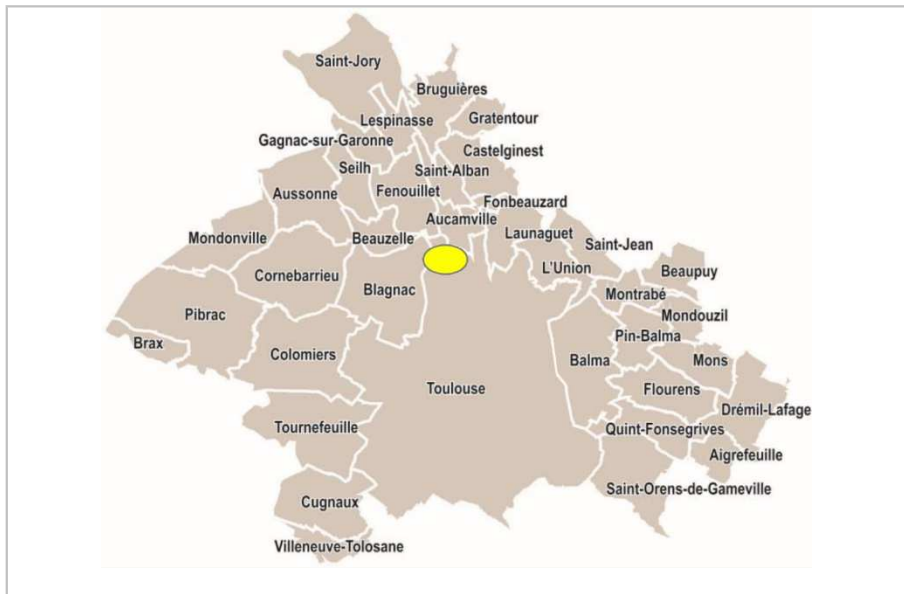 Saint-Jory
Bruguières
Lespinasse
Gratentour
Gagnac-sur-Garonne
Castelginest
Seilh
Saint-Alban
Aussonne
Fenouillet
Fonbeauzard
Aucamville
Launaguet
Mondonville
Beauzelle
Saint-Jean
Cornebarrieu
L'Union
Beaupuy
Blagnac
Montrabé
Pibrac
Mondouzil
Brax
Pin-Balma
Colomiers
Balma
Mons
Toulouse
Flourens
Drémil-Lafage
Tournefeuille
Quint-Fonsegrives
Aigrefeuille
Saint-Orens-de-Gameville
Cugnaux
Villeneuve-Tolosane